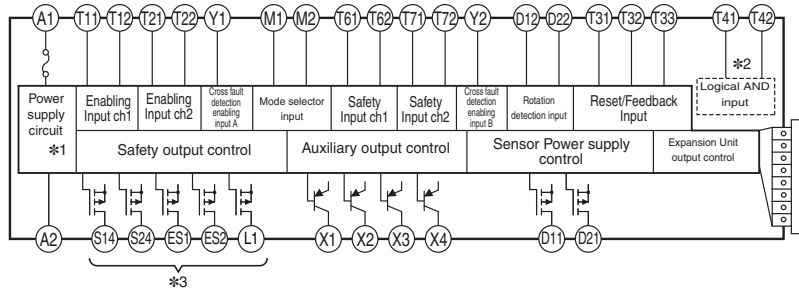 A1 T11 T12 T21 T22 Y1 M1 M2 T61 T62 T71 T72 Y2 D12 D22 T31 T32 T33 T41 T42
✻2
Power supply circuit
✻1
Enabling Input ch1
Enabling Input ch2
Cross fault detection enabling input A
Mode selector input
Safety Input ch1
Safety Input ch2
Cross fault detection enabling input B
Rotation detection input
Reset/Feedback Input
Logical AND input
Safety output control
Auxiliary output control
Sensor Power supply control
Expansion Unit output control
A2 S14 S24 ES1 ES2 L1 X1 X2 X3 X4 D11 D21
✻3